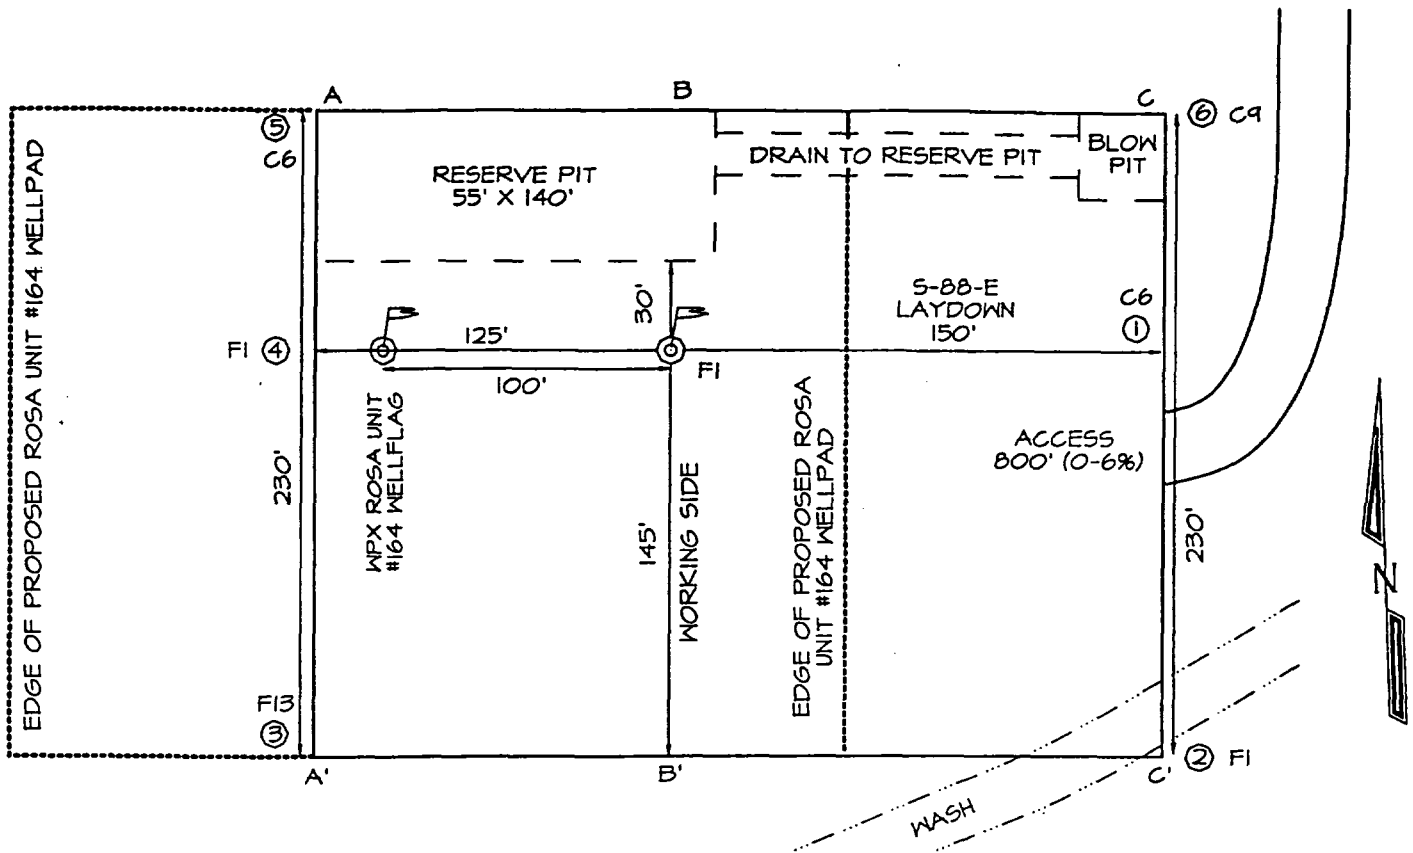 A
B
C
⑥ C9
⑤
C6
RESERVE PIT
55' X 140'
DRAIN TO RESERVE PIT
BLOW
PIT
EDGE OF PROPOSED ROSA UNIT #164 WELLPAD
30'
S-88-E
LAYDOWN
150'
C6
①
F1 ④
125'
F1
100'
WPX ROSA UNIT
#164 WELLFLAG
230'
145'
WORKING SIDE
EDGE OF PROPOSED ROSA
UNIT #164 WELLPAD
ACCESS
800' (0-6%)
230'
N
F13
③
A'
B'
C'
② F1
WASH